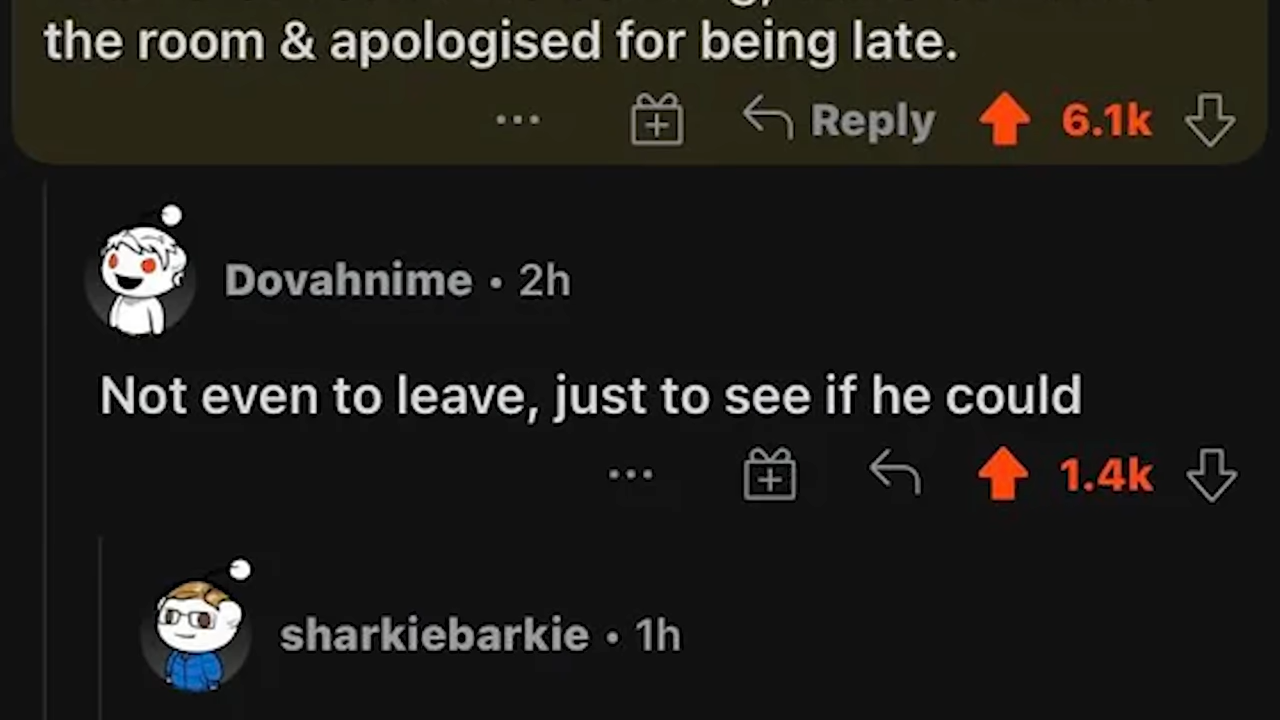 the room & apologised for being late.
Reply 6.1k
Dovahnime • 2h
Not even to leave, just to see if he could
1.4k
sharkiebarkie • 1h